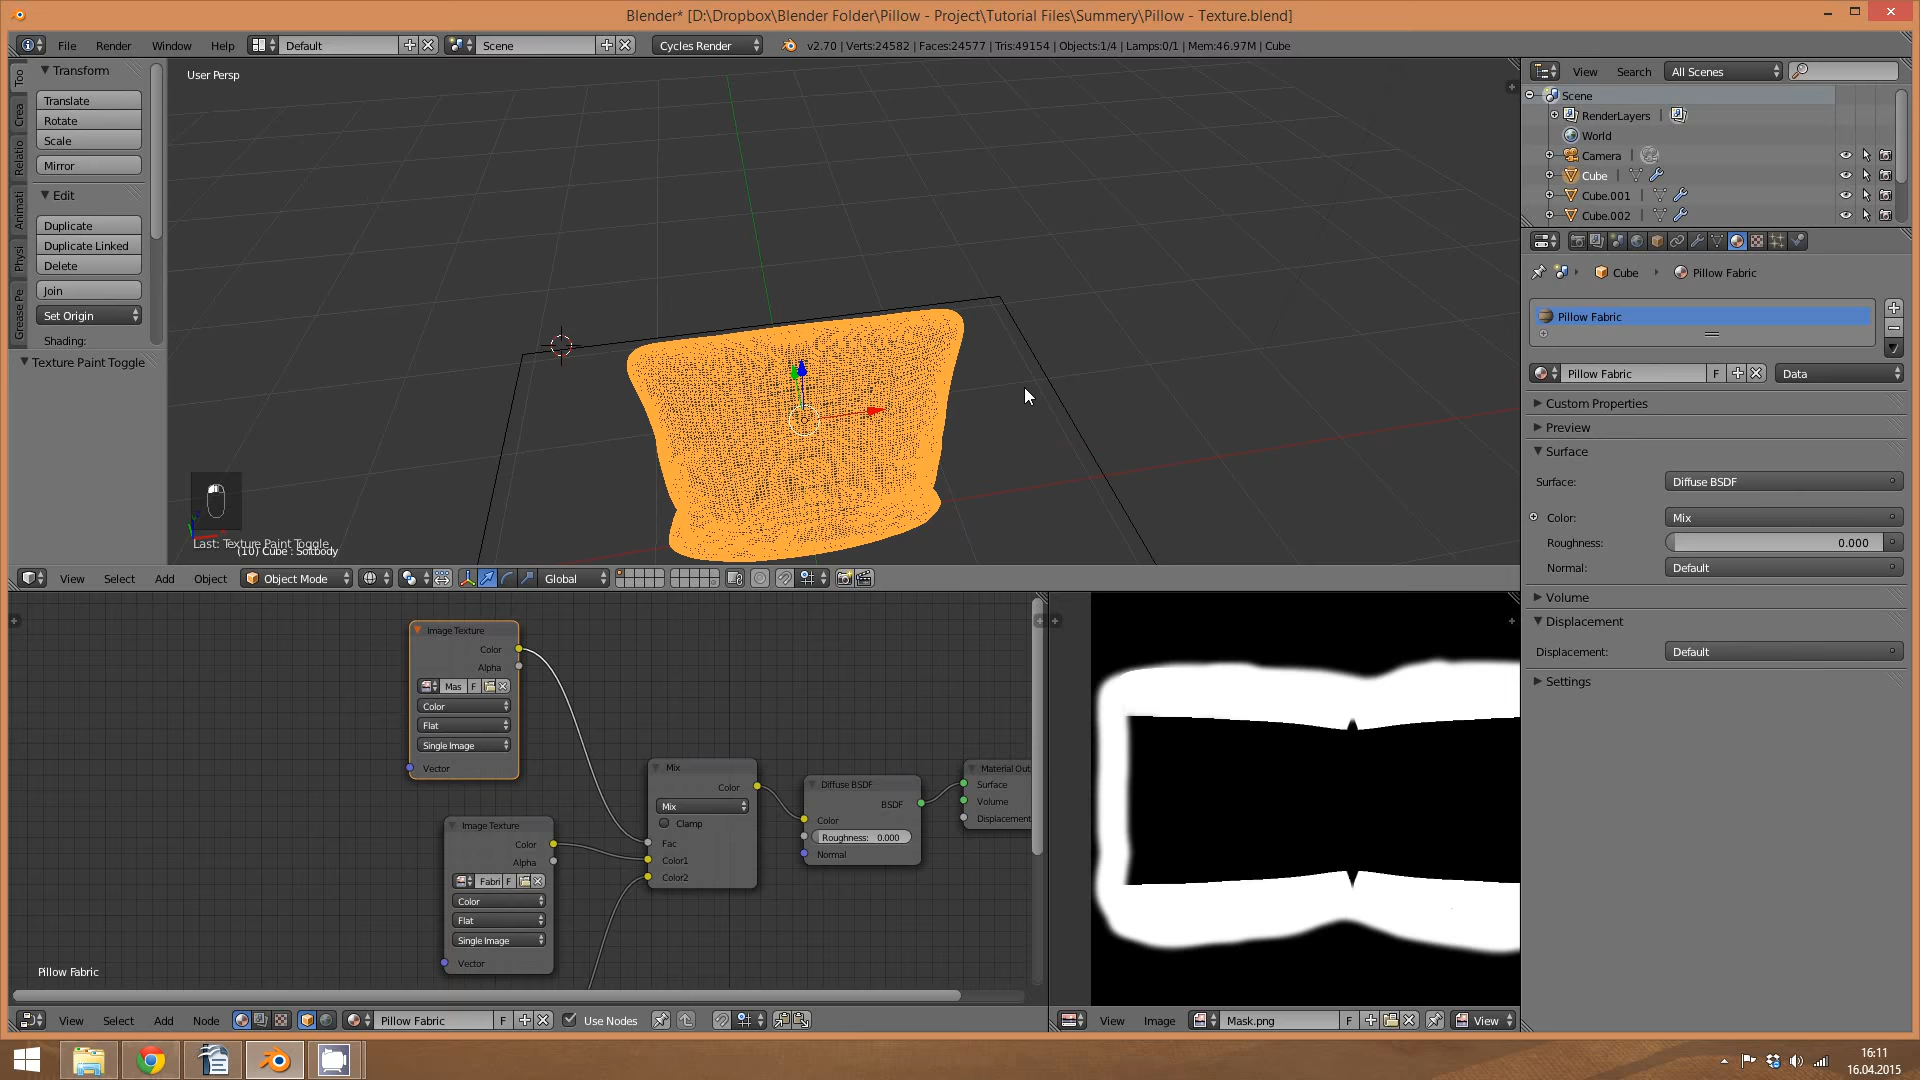 Blender* [D:\Dropbox\Blender Folder\Pillow - Project\Tutorial Files\Summery\Pillow - Texture.blend]
File Render Window Help Default Scene Cycles Render v2.70 | Verts:24582 | Faces:24577 | Tris:49154 | Objects:1/4 | Lamps:0/1 | Mem:46.97M | Cube
Too
Crea
Relatio
Animati
Physi
Grease Pe
Transform
Translate
Rotate
Scale
Mirror
Edit
Duplicate
Duplicate Linked
Delete
Join
Set Origin
Shading:
Texture Paint Toggle
User Persp
Last: Texture Paint Toggle
(10) Cube : Softbody
View Select Add Object Object Mode Global
View Search All Scenes
Scene
RenderLayers
World
Camera
Cube
Cube.001
Cube.002
Cube Pillow Fabric
Pillow Fabric
Pillow Fabric F Data
Custom Properties
Preview
Surface
Surface: Diffuse BSDF
Color: Mix
Roughness: 0.000
Normal: Default
Volume
Displacement
Displacement: Default
Settings
Image Texture
Color
Alpha
Mas F
Color
Flat
Single Image
Vector
Image Texture
Color
Alpha
Fabri F
Color
Flat
Single Image
Vector
Mix
Color
Mix
Clamp
Fac
Color1
Color2
Diffuse BSDF
BSDF
Color
Roughness: 0.000
Normal
Material Out
Surface
Volume
Displacement
Pillow Fabric
View Select Add Node Pillow Fabric F Use Nodes
View Image Mask.png F View
16:11
16.04.2015